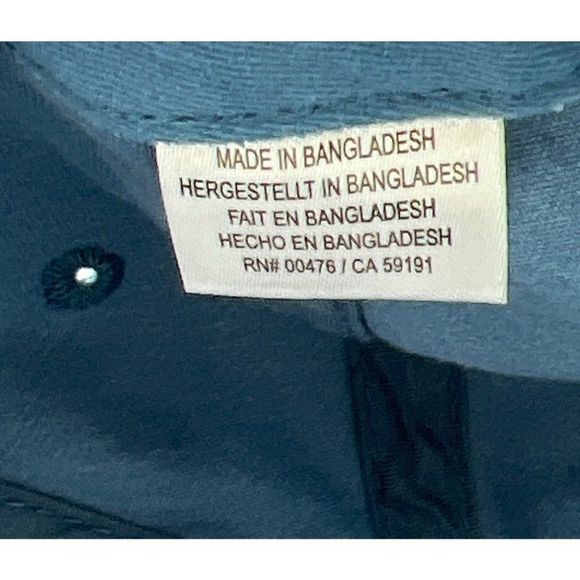 MADE IN BANGLADESH
HERGESTELLT IN BANGLADESH
FAIT EN BANGLADESH
HECHO EN BANGLADESH
RN# 00476 / CA 59191